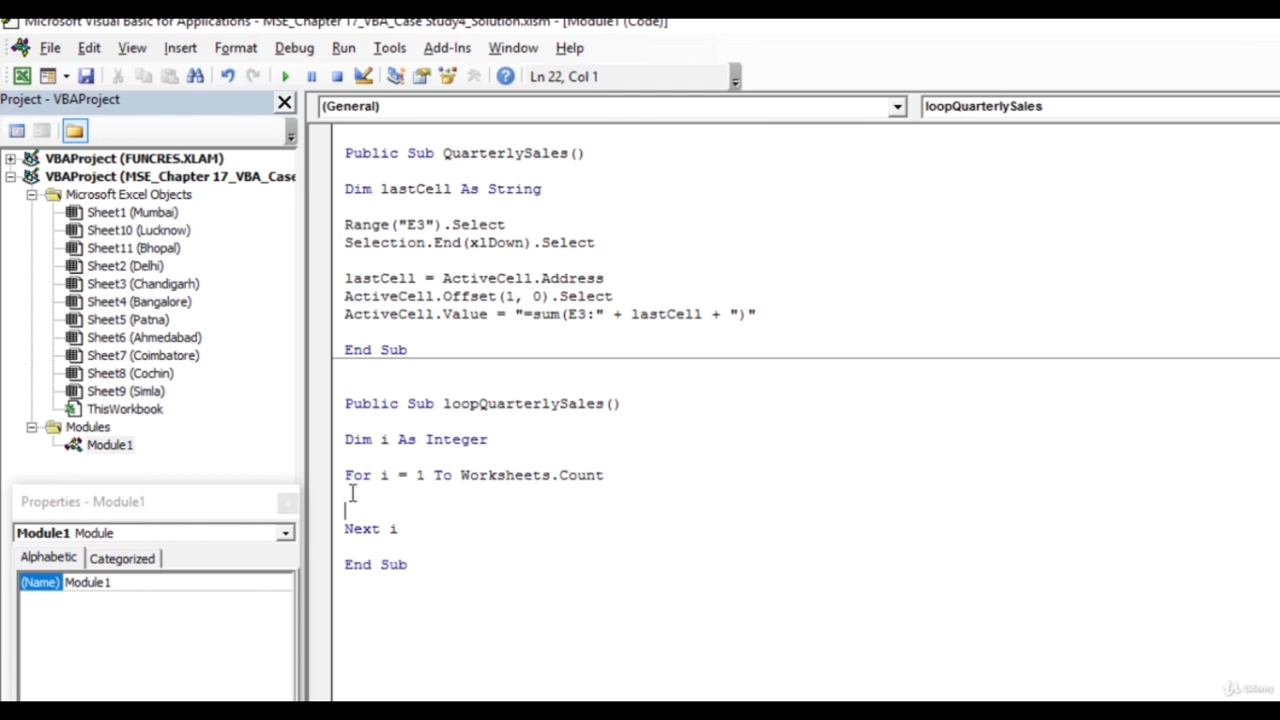 Microsoft Visual Basic for Applications - MSE_Chapter 17_VBA_Case Study4_Solution.xlsm - [Module1 (Code)]
File Edit View Insert Format Debug Run Tools Add-Ins Window Help
Ln 22, Col 1
Project - VBAProject
(General) loopQuarterlySales
VBAProject (FUNCRES.XLAM)
VBAProject (MSE_Chapter 17_VBA_Case
Microsoft Excel Objects
Sheet1 (Mumbai)
Sheet10 (Lucknow)
Sheet11 (Bhopal)
Sheet2 (Delhi)
Sheet3 (Chandigarh)
Sheet4 (Bangalore)
Sheet5 (Patna)
Sheet6 (Ahmedabad)
Sheet7 (Coimbatore)
Sheet8 (Cochin)
Sheet9 (Simla)
ThisWorkbook
Modules
Module1
Properties - Module1
Module1 Module
Alphabetic Categorized
(Name) Module1
Public Sub QuarterlySales()
Dim lastCell As String
Range("E3").Select
Selection.End(xlDown).Select
lastCell = ActiveCell.Address
ActiveCell.Offset(1, 0).Select
ActiveCell.Value = "=sum(E3:" + lastCell + ")"
End Sub
Public Sub loopQuarterlySales()
Dim i As Integer
For i = 1 To Worksheets.Count
Next i
End Sub
Udemy